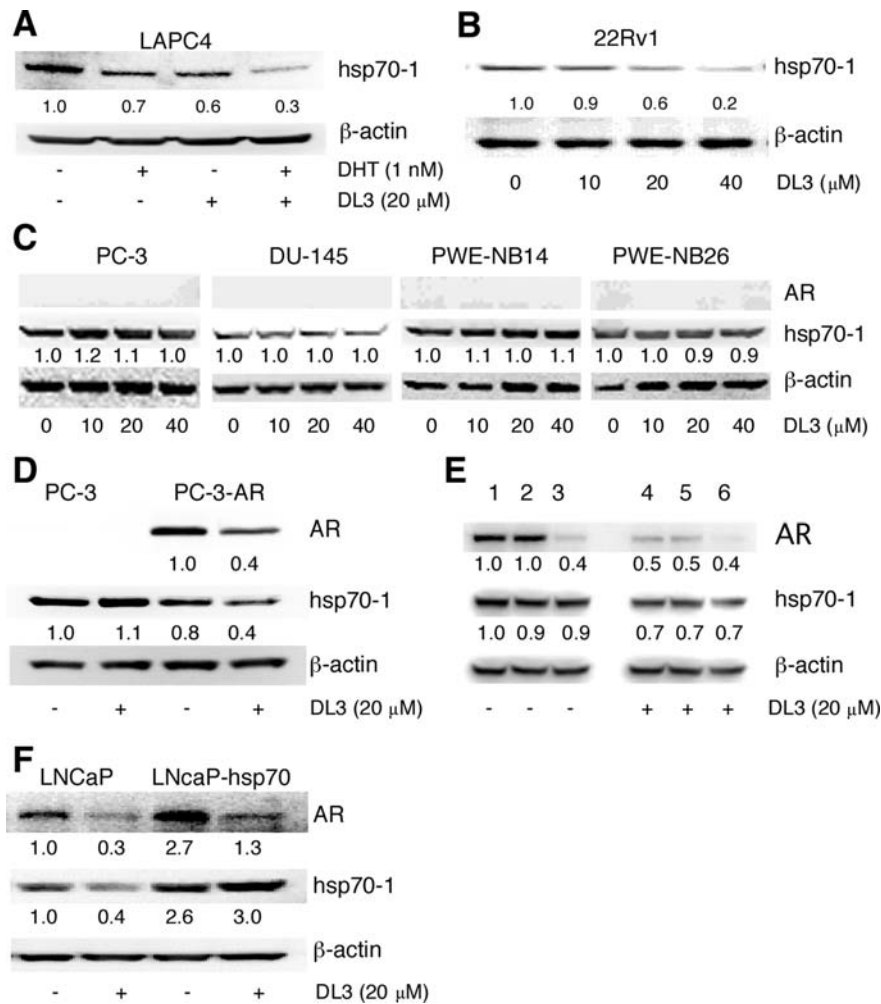 A
LAPC4
hsp70-1
1.0 0.7 0.6 0.3
β-actin
- + - + DHT (1 nM)
- - + + DL3 (20 μM)
B
22Rv1
hsp70-1
1.0 0.9 0.6 0.2
β-actin
0 10 20 40 DL3 (μM)
C
PC-3 DU-145 PWE-NB14 PWE-NB26
AR
hsp70-1
1.0 1.2 1.1 1.0 1.0 1.0 1.0 1.0 1.0 1.1 1.0 1.1 1.0 1.0 0.9 0.9
β-actin
0 10 20 40 0 10 20 40 0 10 20 40 0 10 20 40 DL3 (μM)
D
PC-3 PC-3-AR
AR
1.0 0.4
hsp70-1
1.0 1.1 0.8 0.4
β-actin
- + - + DL3 (20 μM)
E
1 2 3 4 5 6
AR
1.0 1.0 0.4 0.5 0.5 0.4
hsp70-1
1.0 0.9 0.9 0.7 0.7 0.7
β-actin
- - - + + + DL3 (20 μM)
F
LNCaP LNcaP-hsp70
AR
1.0 0.3 2.7 1.3
hsp70-1
1.0 0.4 2.6 3.0
β-actin
- + - + DL3 (20 μM)